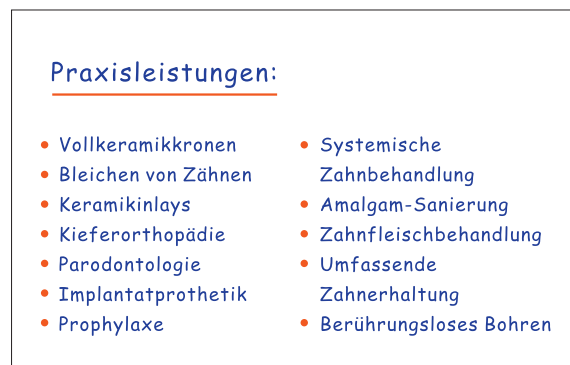 Praxisleistungen:
Vollkeramikkronen
Bleichen von Zähnen
Keramikinlays
Kieferorthopädie
Parodontologie
Implantatprothetik
Prophylaxe
Systemische
Zahnbehandlung
Amalgam-Sanierung
Zahnfleischbehandlung
Umfassende
Zahnerhaltung
Berührungsloses Bohren